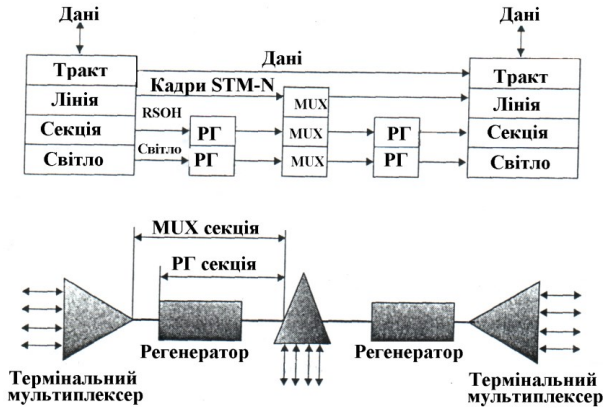 Дані
Дані
Тракт
Дані
Тракт
Лінія
Кадри STM-N
MUX
Лінія
Секція
RSOH
РГ
MUX
РГ
Секція
Світло
Світло
РГ
MUX
РГ
Світло
MUX секція
РГ секція
Регенератор
Регенератор
Термінальний
мультиплексер
Термінальний
мультиплексер